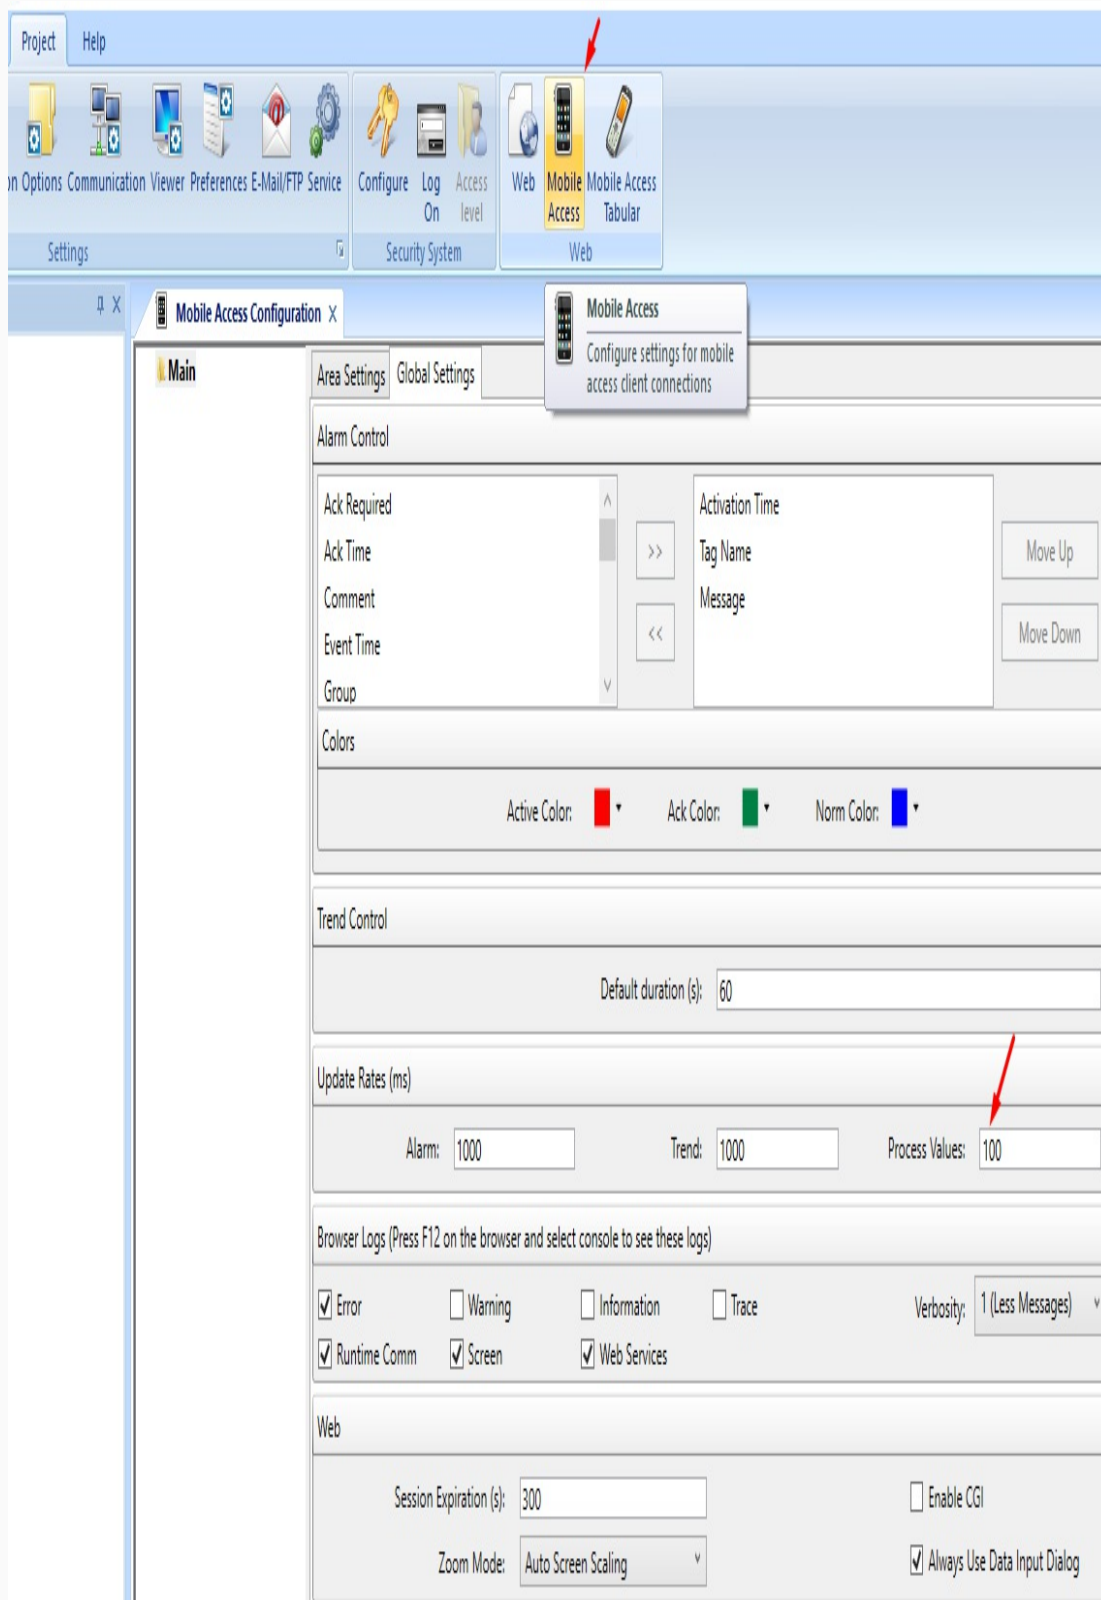 Project Help
Options Communication Viewer Preferences E-Mail/FTP Service Configure Log On Access level Web Mobile Access Mobile Access Tabular
Settings Security System Web
Mobile Access Configuration X
Mobile Access
Configure settings for mobile
access client connections
Main
Area Settings Global Settings
Alarm Control
Ack Required
Ack Time
Comment
Event Time
Group
>>
<<
Activation Time
Tag Name
Message
Move Up
Move Down
Colors
Active Color: Ack Color: Norm Color:
Trend Control
Default duration (s): 60
Update Rates (ms)
Alarm: 1000 Trend: 1000 Process Values: 100
Browser Logs (Press F12 on the browser and select console to see these logs)
Error Warning Information Trace Verbosity: 1 (Less Messages)
Runtime Comm Screen Web Services
Web
Session Expiration (s): 300 Enable CGI
Zoom Mode: Auto Screen Scaling Always Use Data Input Dialog